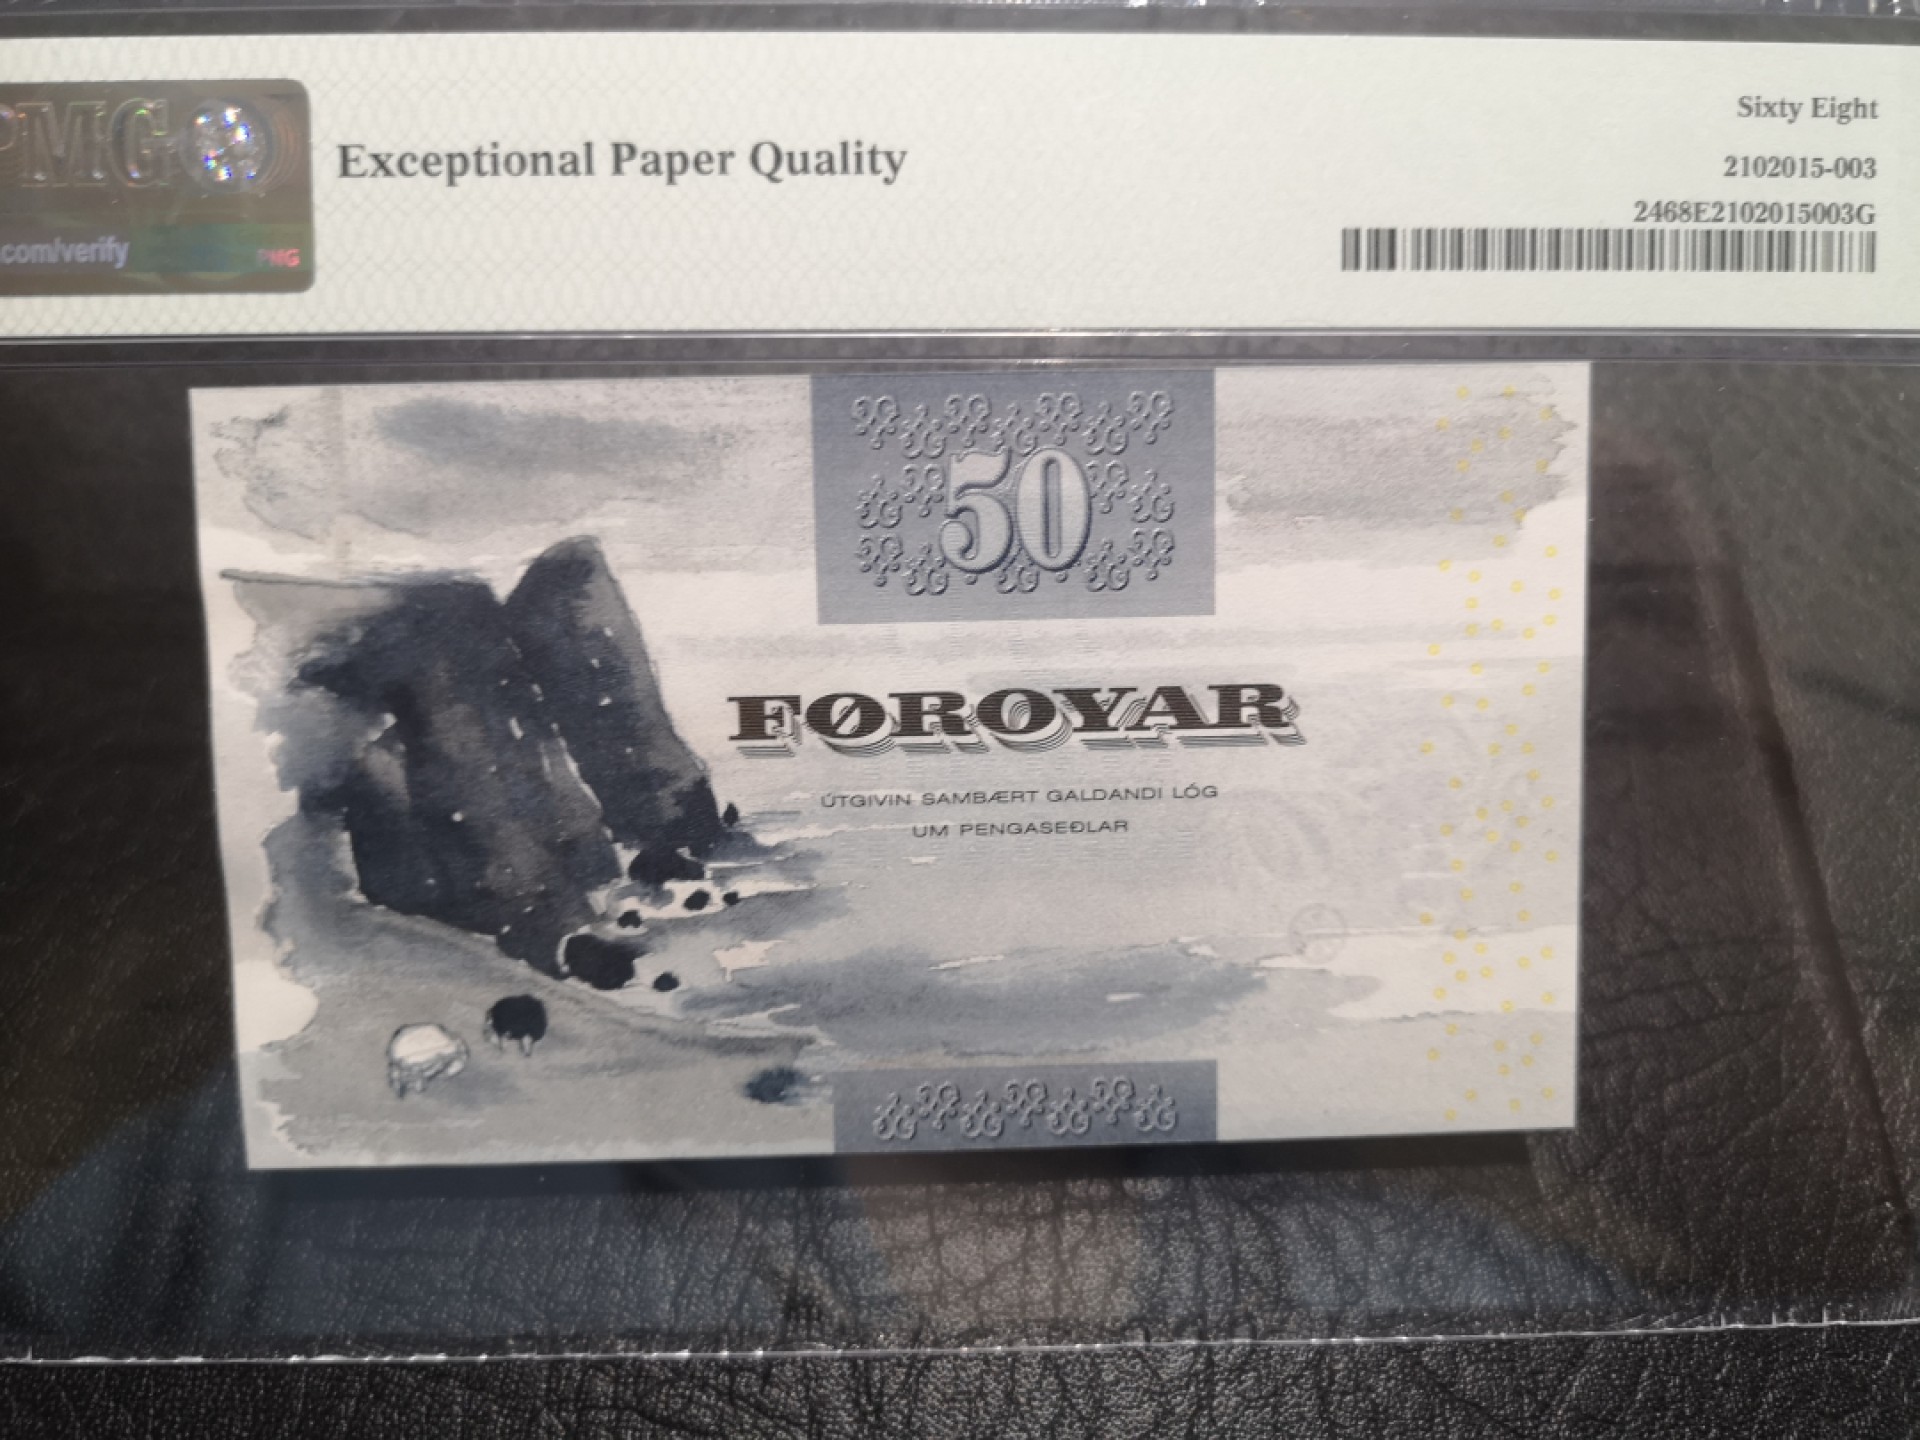 PMG
.com/verify
PMG
Exceptional Paper Quality
Sixty Eight
2102015-003
2468E2102015003G
50
FØROYAR
ÚTGIVIN SAMBÆRT GALDANDI LÓG
UM PENGASEÐLAR